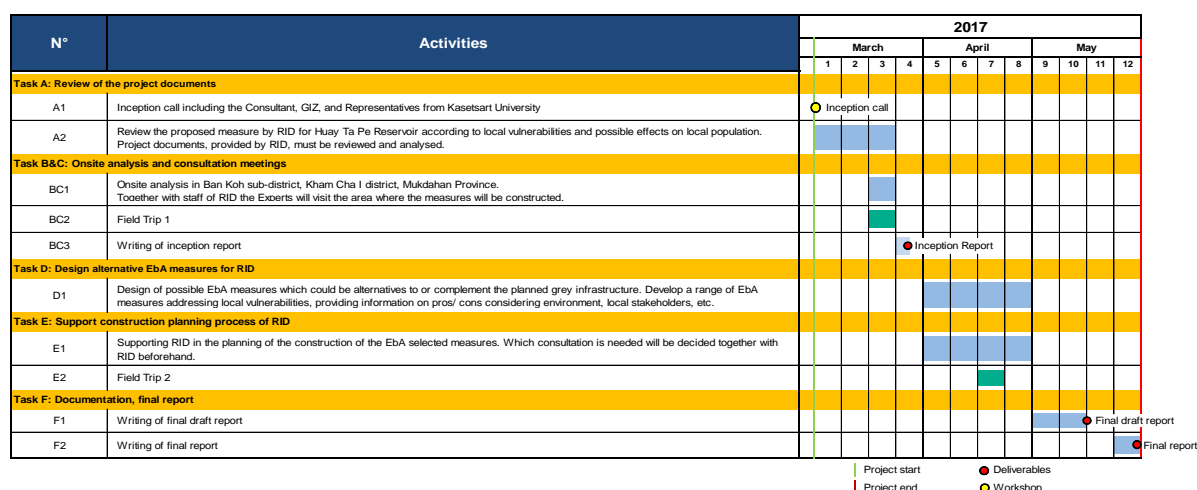 2017
N°
Activities
March
April
May
1 2 3 4 5 6 7 8 9 10 11 12
Task A: Review of the project documents
A1
Inception call including the Consultant, GIZ, and Representatives from Kasetsart University
Inception call
A2
Review the proposed measure by RID for Huay Ta Pe Reservoir according to local vulnerabilities and possible effects on local population.
Project documents, provided by RID, must be reviewed and analysed.
Task B&C: Onsite analysis and consultation meetings
BC1
Onsite analysis in Ban Koh sub-district, Kham Cha I district, Mukdahan Province.
Together with staff of RID the Experts will visit the area where the measures will be constructed.
BC2
Field Trip 1
BC3
Writing of inception report
Inception Report
Task D: Design alternative EbA measures for RID
D1
Design of possible EbA measures which could be alternatives to or complement the planned grey infrastructure. Develop a range of EbA
measures addressing local vulnerabilities, providing information on pros/ cons considering environment, local stakeholders, etc.
Task E: Support construction planning process of RID
E1
Supporting RID in the planning of the construction of the EbA selected measures. Which consultation is needed will be decided together with
RID beforehand.
E2
Field Trip 2
Task F: Documentation, final report
F1
Writing of final draft report
Final draft report
F2
Writing of final report
Final report
Project start
Deliverables
Project end
Workshop